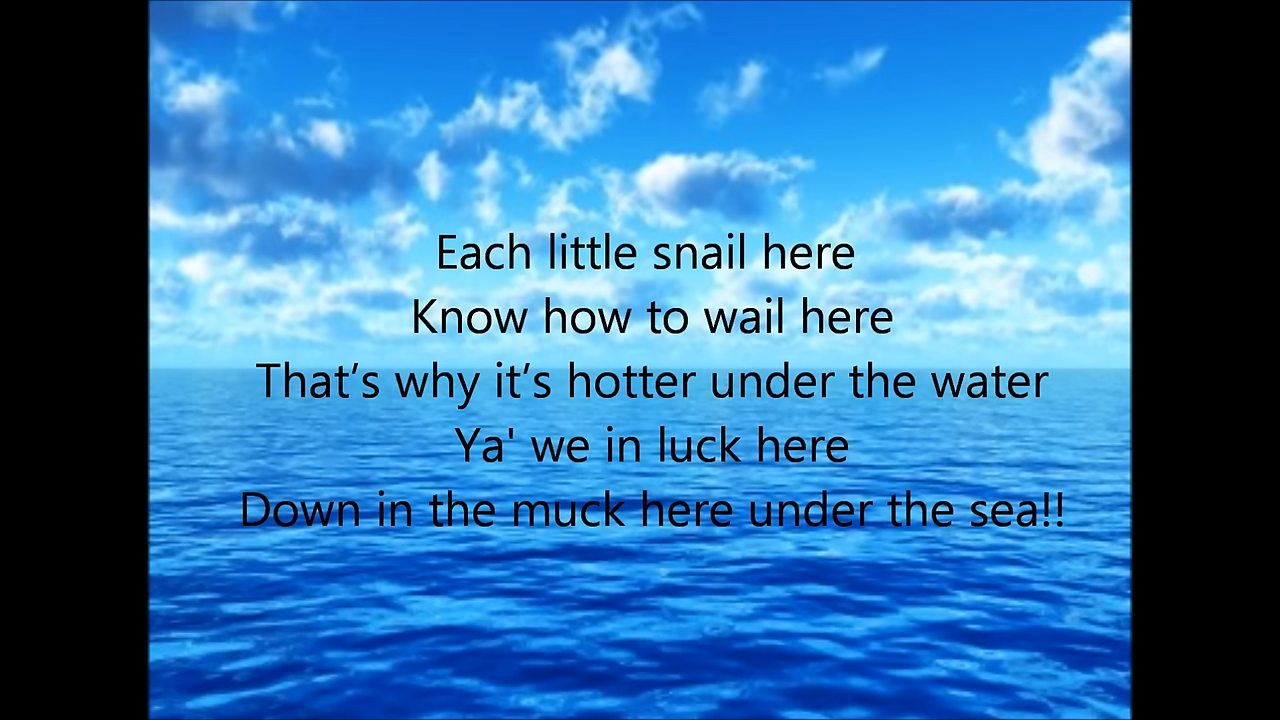 Each little snail here
Know how to wail here
That’s why it’s hotter under the water
Ya' we in luck here
Down in the muck here under the sea!!